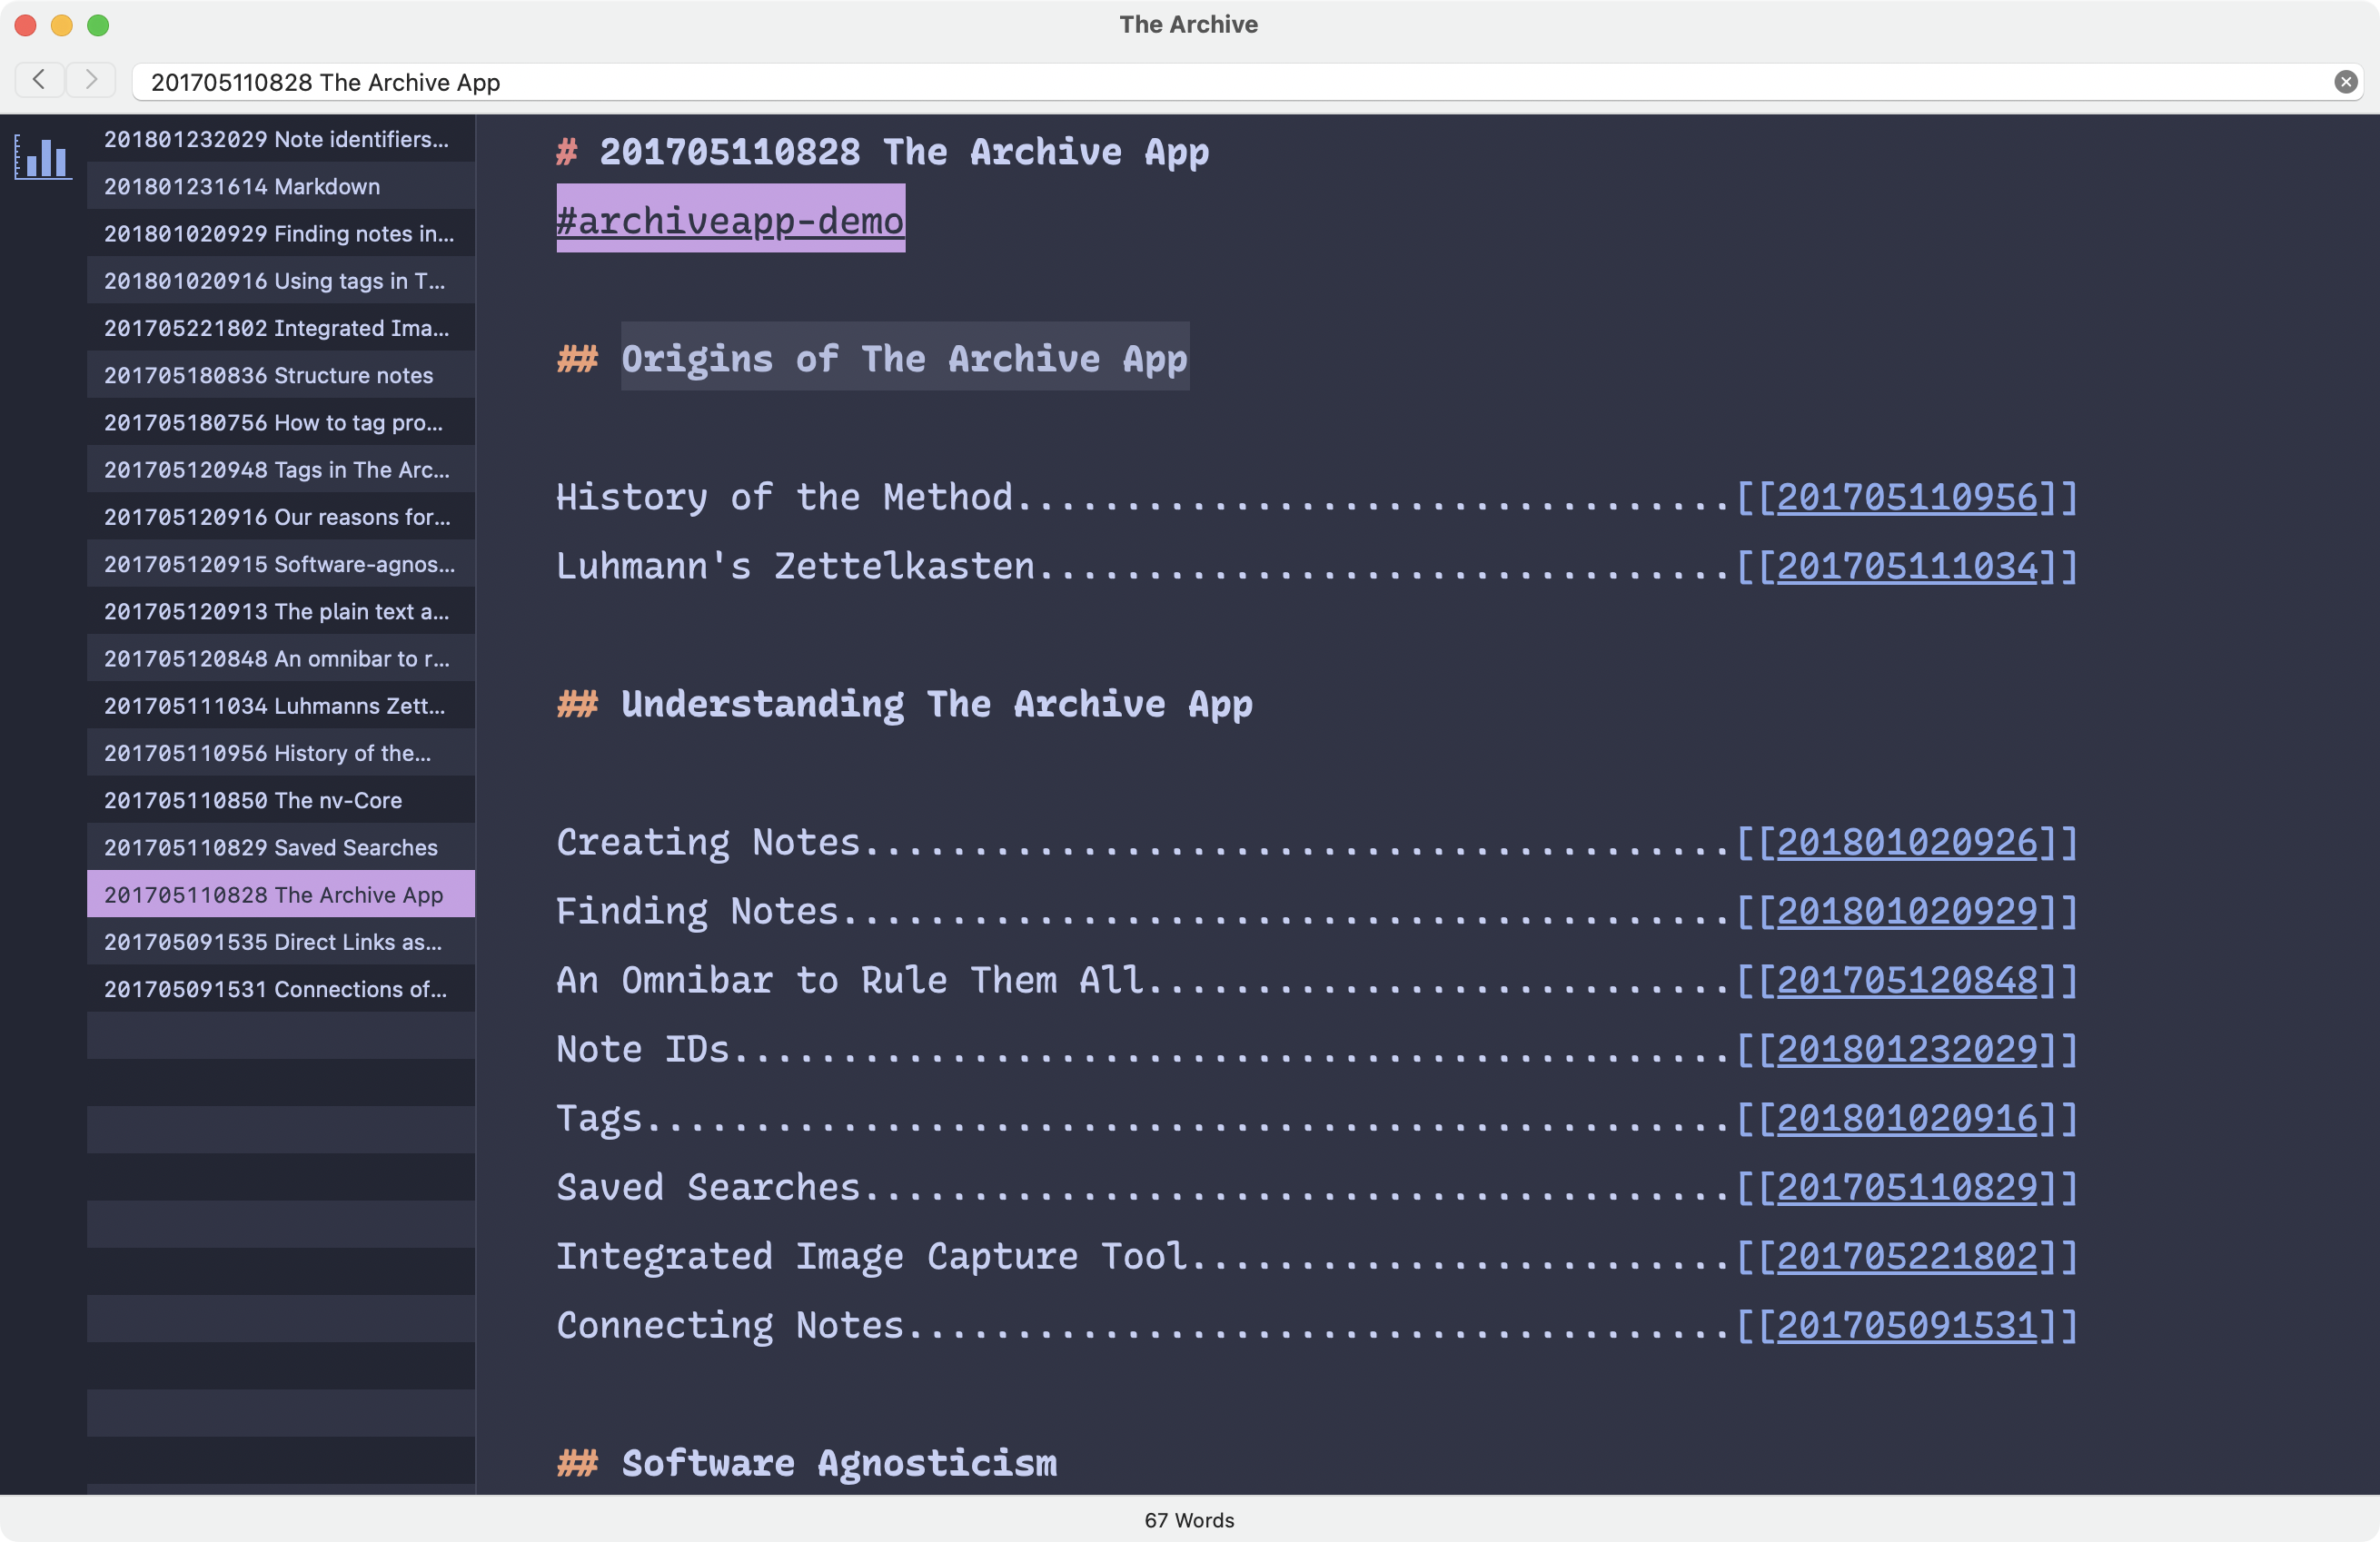 The Archive
201705110828 The Archive App
201801232029 Note identifiers...
201801231614 Markdown
201801020929 Finding notes in...
201801020916 Using tags in T...
201705221802 Integrated Ima...
201705180836 Structure notes
201705180756 How to tag pro...
201705120948 Tags in The Arc...
201705120916 Our reasons for...
201705120915 Software-agnos...
201705120913 The plain text a...
201705120848 An omnibar to r...
201705111034 Luhmanns Zett...
201705110956 History of the...
201705110850 The nv-Core
201705110829 Saved Searches
201705110828 The Archive App
201705091535 Direct Links as...
201705091531 Connections of...
# 201705110828 The Archive App
#archiveapp-demo
## Origins of The Archive App
History of the Method.................................[[201705110956]]
Luhmann's Zettelkasten................................[[201705111034]]
## Understanding The Archive App
Creating Notes........................................[[201801020926]]
Finding Notes.........................................[[201801020929]]
An Omnibar to Rule Them All...........................[[201705120848]]
Note IDs..............................................[[201801232029]]
Tags..................................................[[201801020916]]
Saved Searches........................................[[201705110829]]
Integrated Image Capture Tool.........................[[201705221802]]
Connecting Notes......................................[[201705091531]]
## Software Agnosticism
67 Words